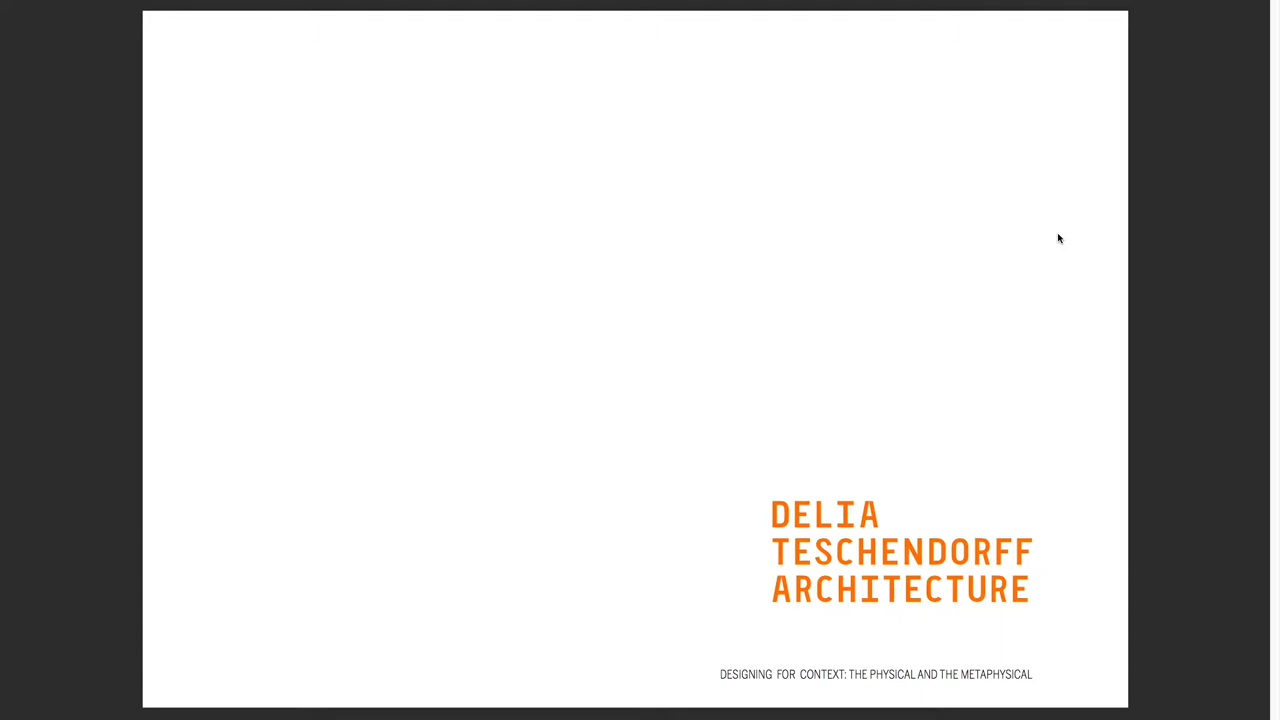 DELIA
TESCHENDORFF
ARCHITECTURE
DESIGNING FOR CONTEXT: THE PHYSICAL AND THE METAPHYSICAL